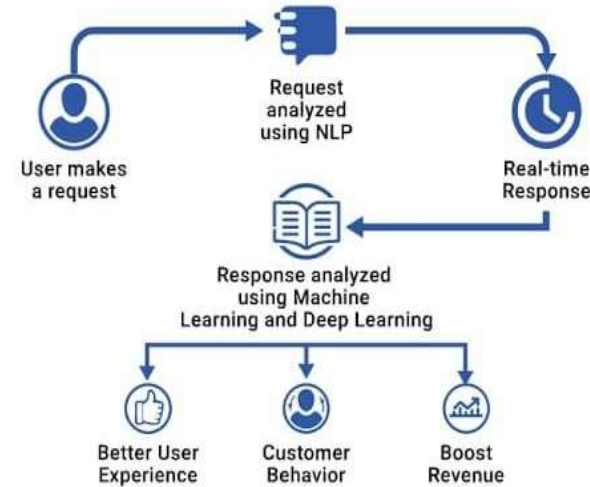 Request
analyzed
using NLP
User makes
a request
Real-time
Response
Response analyzed
using Machine
Learning and Deep Learning
Better User
Experience
Customer
Behavior
Boost
Revenue